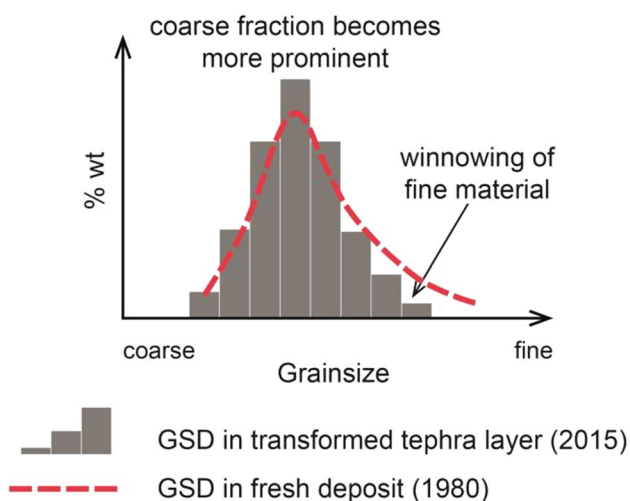 coarse fraction becomes
more prominent
% wt
winnowing of
fine material
coarse
fine
Grainsize
GSD in transformed tephra layer (2015)
GSD in fresh deposit (1980)